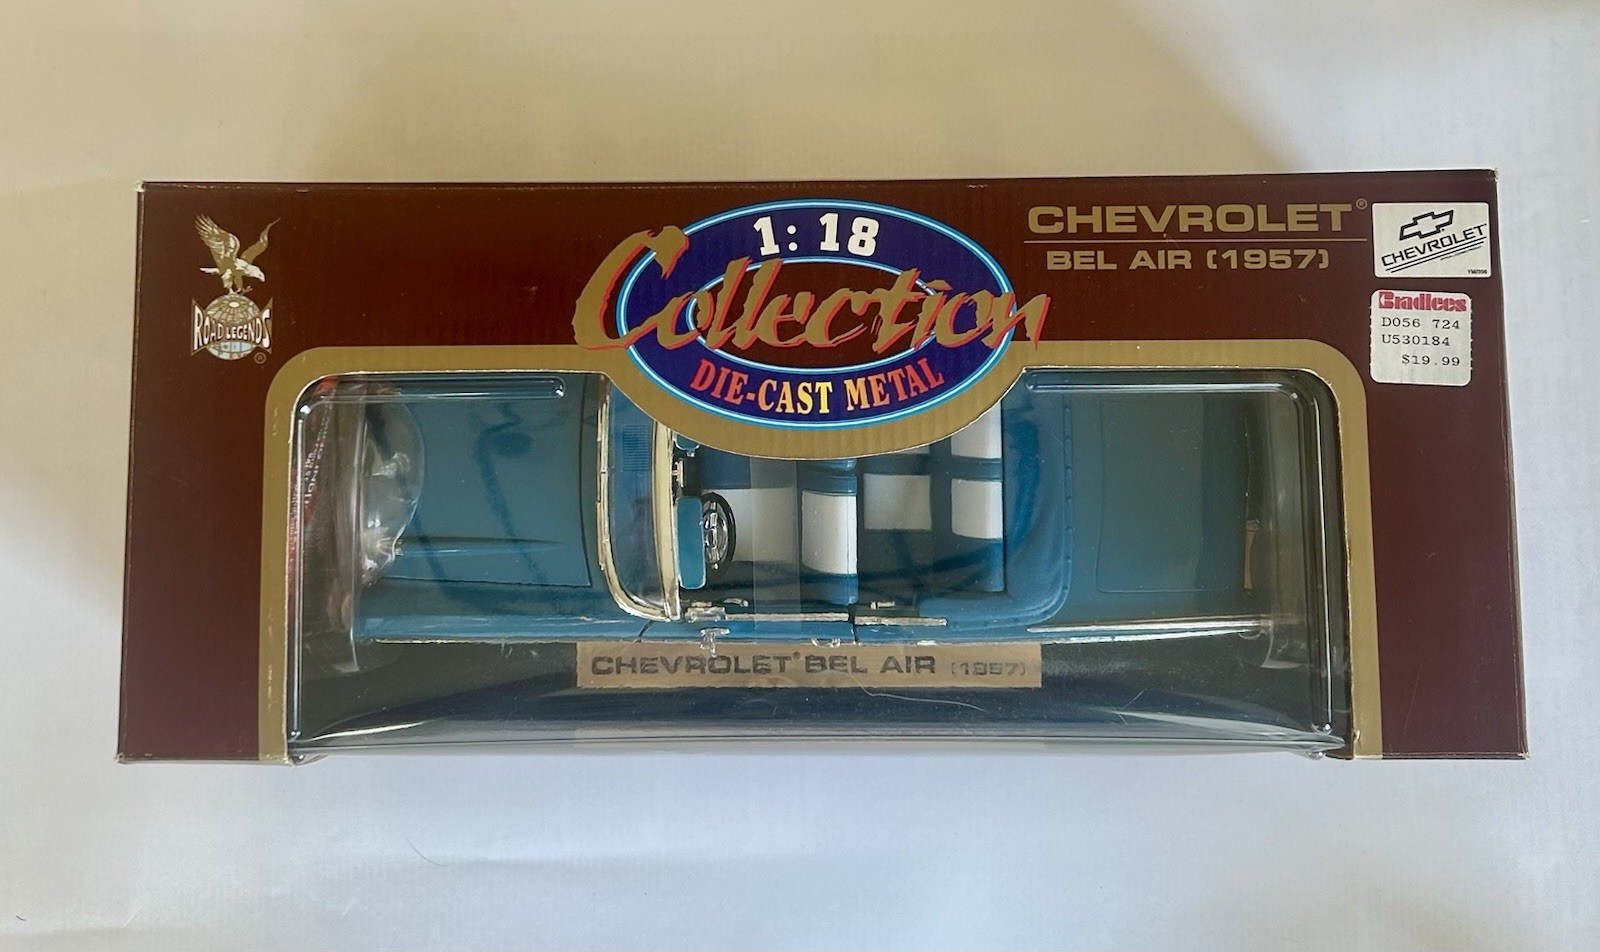 ROAD LEGENDS®
1:18
Collection
DIE-CAST METAL
CHEVROLET®
BEL AIR (1957)
CHEVROLET
Bradlees
D056 724
U530184
$19.99
CHEVROLET® BEL AIR (1957)